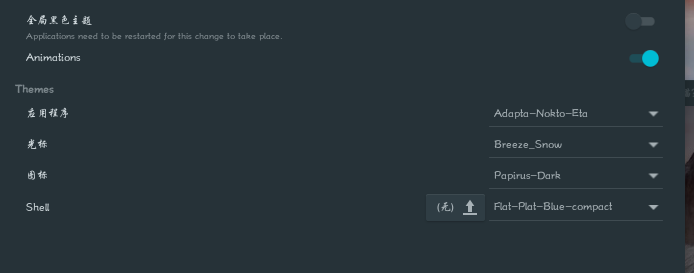 全局黑色主题
Applications need to be restarted for this change to take place.
Animations
Themes
应用程序 Adapta-Nokto-Eta
光标 Breeze_Snow
图标 Papirus-Dark
Shell (无) Flat-Plat-Blue-compact